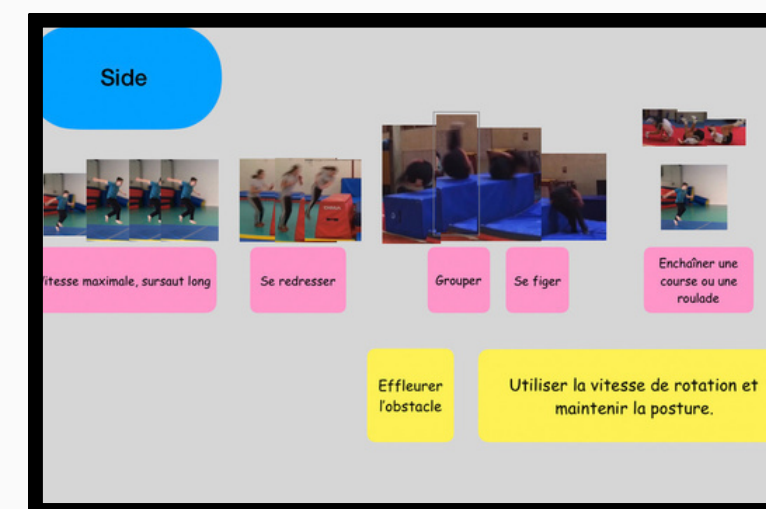 Side
itesse maximale, sursaut long
Se redresser
Grouper
Se figer
Enchaîner une
course ou une
roulade
Effleurer
l'obstacle
Utiliser la vitesse de rotation et
maintenir la posture.